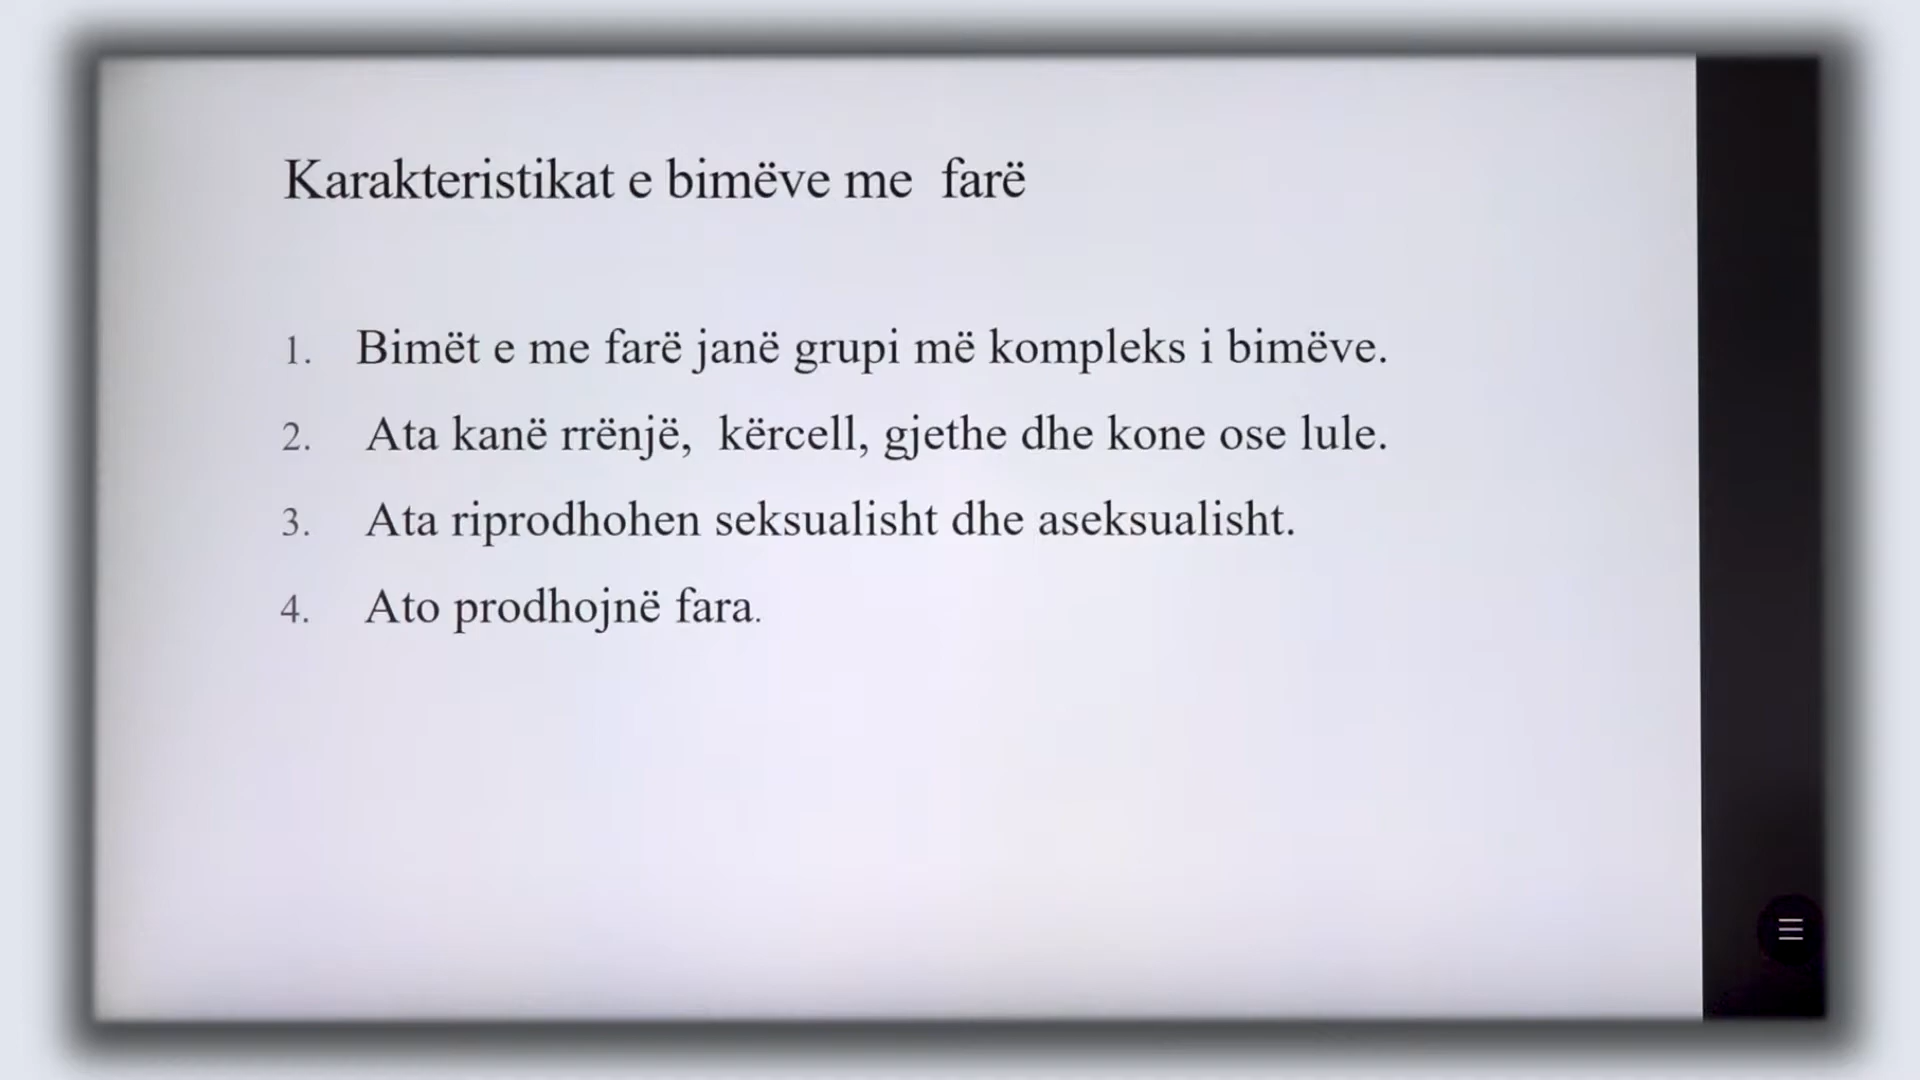 Karakteristikat e bimëve me farë
1. Bimët e me farë janë grupi më kompleks i bimëve.
2. Ata kanë rrënjë, kërcell, gjethe dhe kone ose lule.
3. Ata riprodhohen seksualisht dhe aseksualisht.
4. Ato prodhojnë fara.